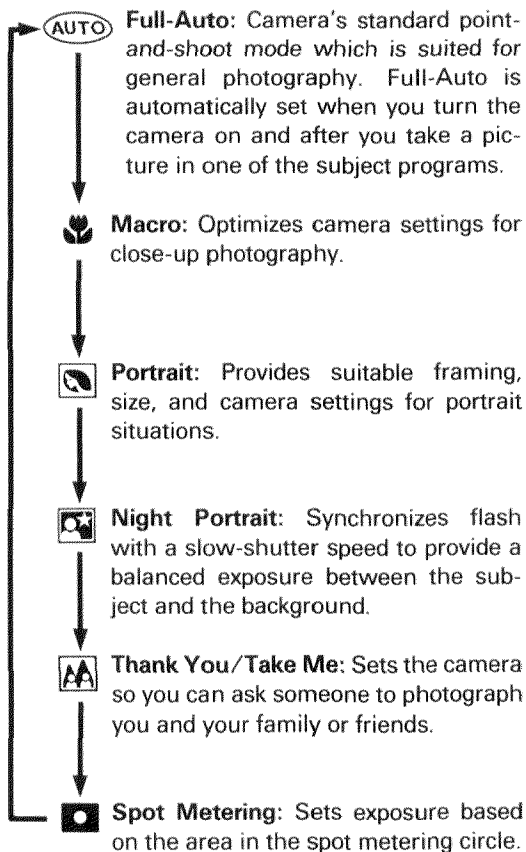 AUTO
Full-Auto: Camera's standard point-
and-shoot mode which is suited for
general photography. Full-Auto is
automatically set when you turn the
camera on and after you take a pic-
ture in one of the subject programs.
Macro: Optimizes camera settings for
close-up photography.
Portrait: Provides suitable framing,
size, and camera settings for portrait
situations.
Night Portrait: Synchronizes flash
with a slow-shutter speed to provide a
balanced exposure between the sub-
ject and the background.
Thank You/Take Me: Sets the camera
so you can ask someone to photograph
you and your family or friends.
Spot Metering: Sets exposure based
on the area in the spot metering circle.